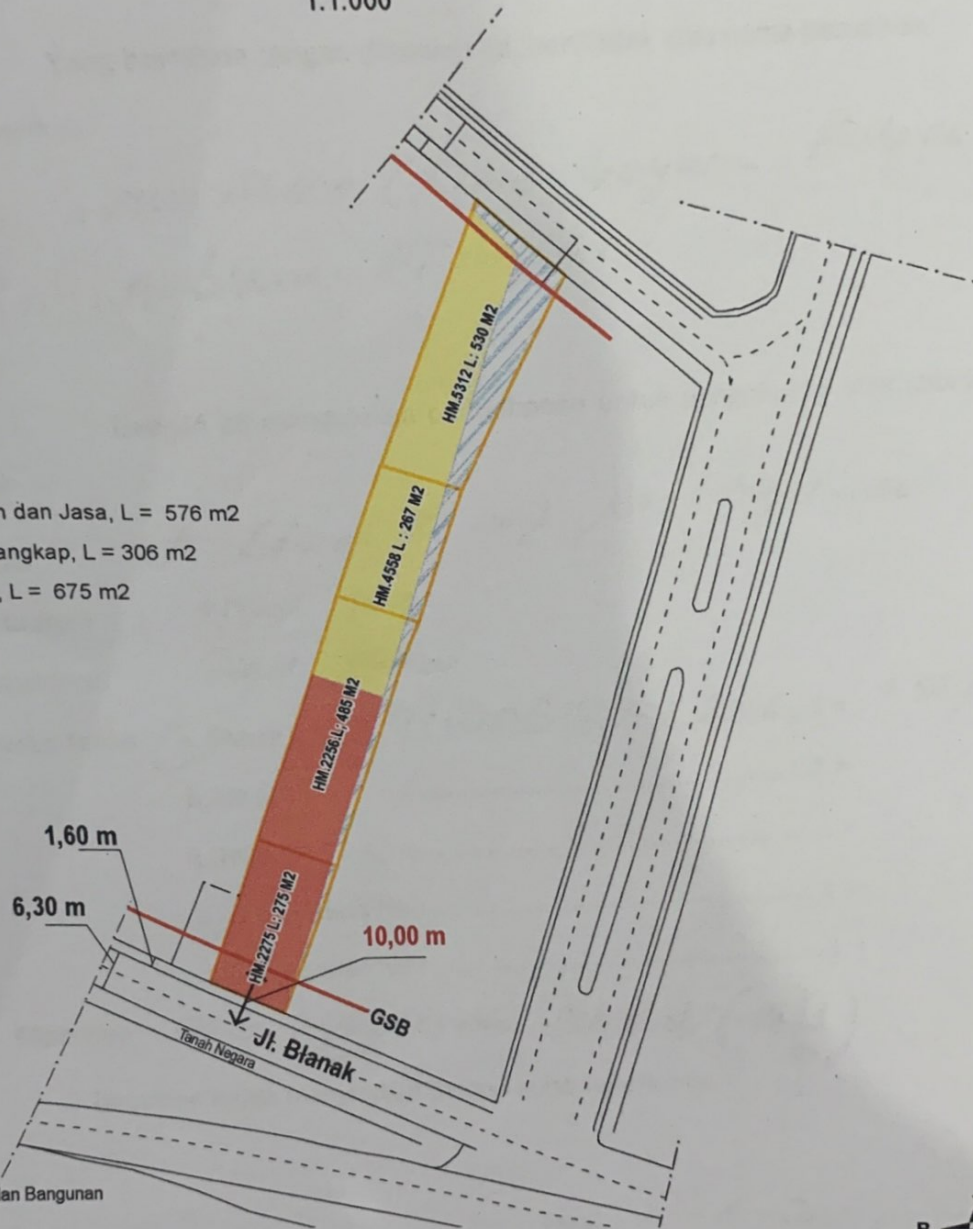 1:1.000
HM.5312 L: 530 M2
dan Jasa, L = 576 m2
HM.4558 L : 267 M2
L = 306 m2
L = 675 m2
HM.2256.L; 485 M2
1,60 m
HM.2275 L: 275 M2
6,30 m
10,00 m
GSB
Jl. Blanak
Tanah Negara
Bangunan